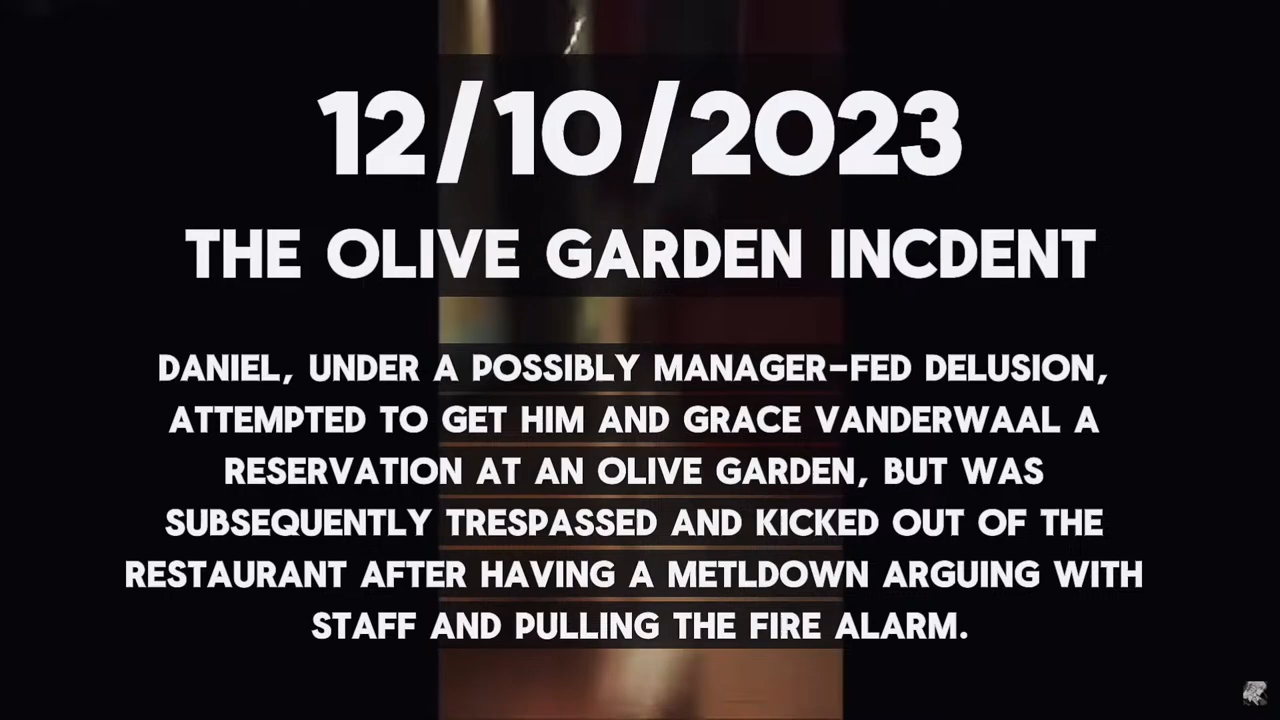 12/10/2023
THE OLIVE GARDEN INCDENT
DANIEL, UNDER A POSSIBLY MANAGER-FED DELUSION,
ATTEMPTED TO GET HIM AND GRACE VANDERWAAL A
RESERVATION AT AN OLIVE GARDEN, BUT WAS
SUBSEQUENTLY TRESPASSED AND KICKED OUT OF THE
RESTAURANT AFTER HAVING A METLDOWN ARGUING WITH
STAFF AND PULLING THE FIRE ALARM.